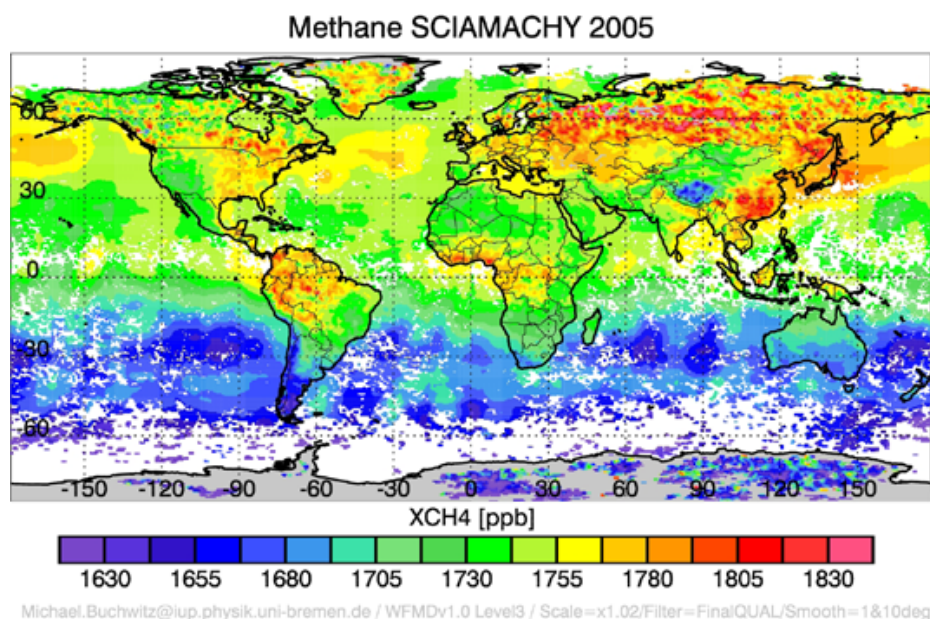 Methane SCIAMACHY 2005
60
30
0
30
60
-150 -120 -90 -60 -30 0 30 60 90 120 150
XCH4 [ppb]
1630 1655 1680 1705 1730 1755 1780 1805 1830
Michael.Buchwitz@iup.physik.uni-bremen.de / WFMDv1.0 Level3 / Scale=x1.02/Filter=FinalQUAL/Smooth=1&10deg